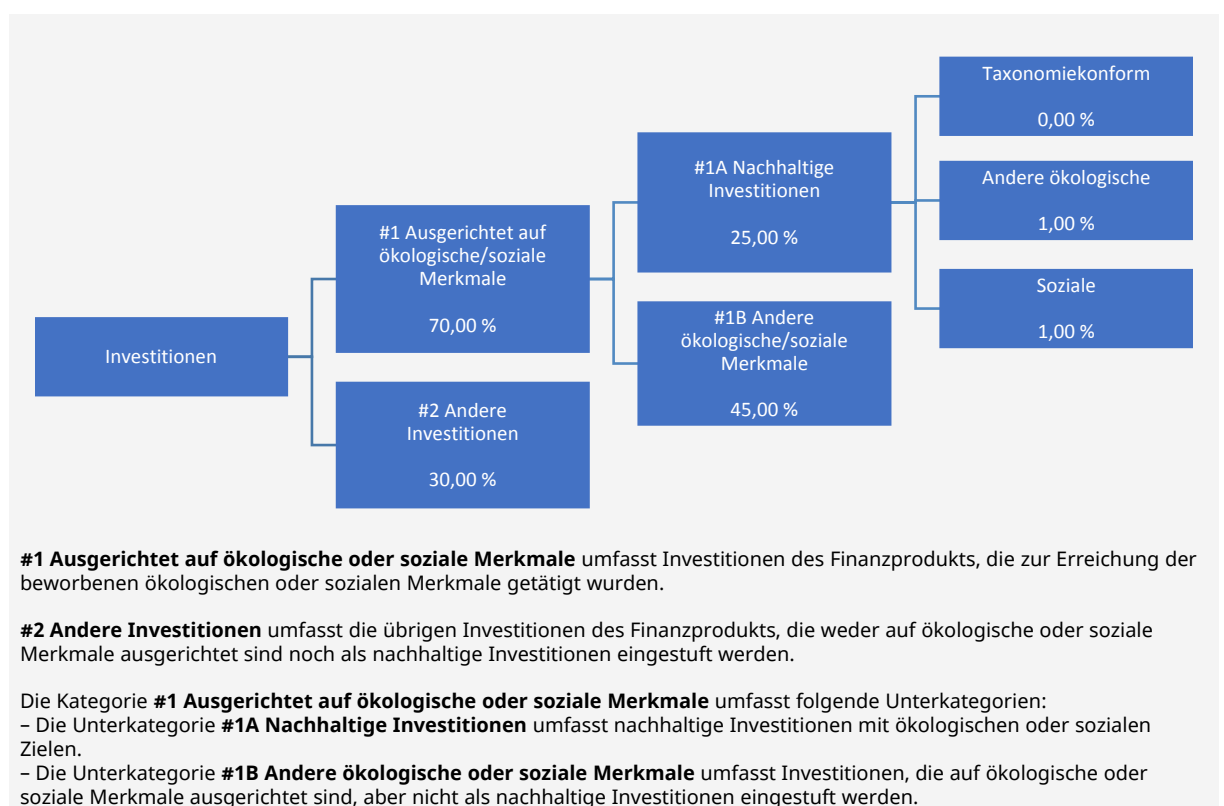 Investitionen
#1 Ausgerichtet auf
ökologische/soziale
Merkmale
70,00 %
#2 Andere
Investitionen
30,00 %
#1A Nachhaltige
Investitionen
25,00 %
#1B Andere
ökologische/soziale
Merkmale
45,00 %
Taxonomiekonform
0,00 %
Andere ökologische
1,00 %
Soziale
1,00 %
#1 Ausgerichtet auf ökologische oder soziale Merkmale umfasst Investitionen des Finanzprodukts, die zur Erreichung der
beworbenen ökologischen oder sozialen Merkmale getätigt wurden.
#2 Andere Investitionen umfasst die übrigen Investitionen des Finanzprodukts, die weder auf ökologische oder soziale
Merkmale ausgerichtet sind noch als nachhaltige Investitionen eingestuft werden.
Die Kategorie #1 Ausgerichtet auf ökologische oder soziale Merkmale umfasst folgende Unterkategorien:
– Die Unterkategorie #1A Nachhaltige Investitionen umfasst nachhaltige Investitionen mit ökologischen oder sozialen
Zielen.
– Die Unterkategorie #1B Andere ökologische oder soziale Merkmale umfasst Investitionen, die auf ökologische oder
soziale Merkmale ausgerichtet sind, aber nicht als nachhaltige Investitionen eingestuft werden.